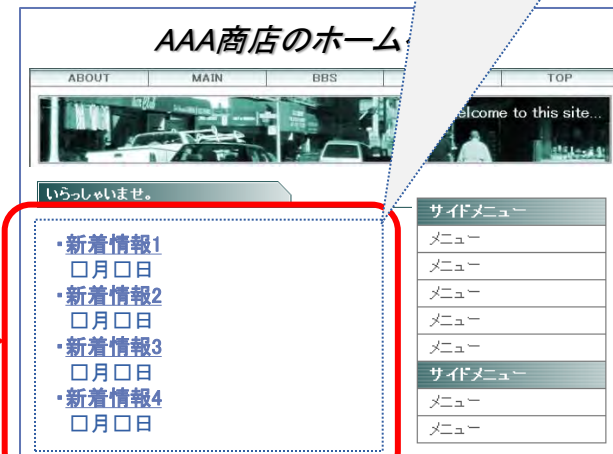 AAA商店のホーム
ABOUT
MAIN
BBS
TOP
elcome to this site...
いらっしゃいませ。
・新着情報1
□月□日
・新着情報2
□月□日
・新着情報3
□月□日
・新着情報4
□月□日
サイドメニュー
メニュー
メニュー
メニュー
メニュー
メニュー
サイドメニュー
メニュー
メニュー